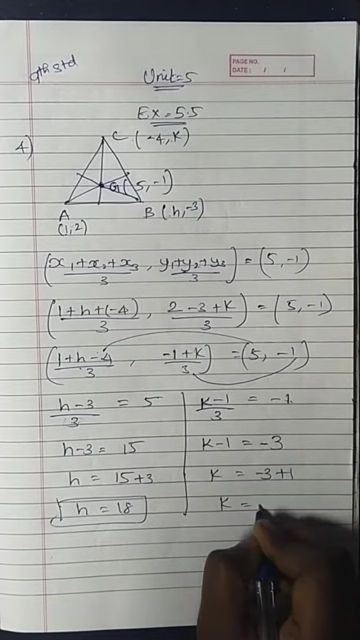 9th std
Unit=5
PAGE NO.
DATE : / /
Ex=5.5
4)
C (-4, K)
G(5, -1)
A
(1,2)
B (h, -3)
(x₁+x₂+x₃/3 , y₁+y₂+y₃/3) = (5, -1)
(1+h+(-4)/3 , 2-3+K/3) = (5, -1)
(1+h-4/3 , -1+K/3) = (5, -1)
h-3/3 = 5
K-1/3 = -1
h-3 = 15
K-1 = -3
h = 15+3
K = -3+1
h = 18
K = -